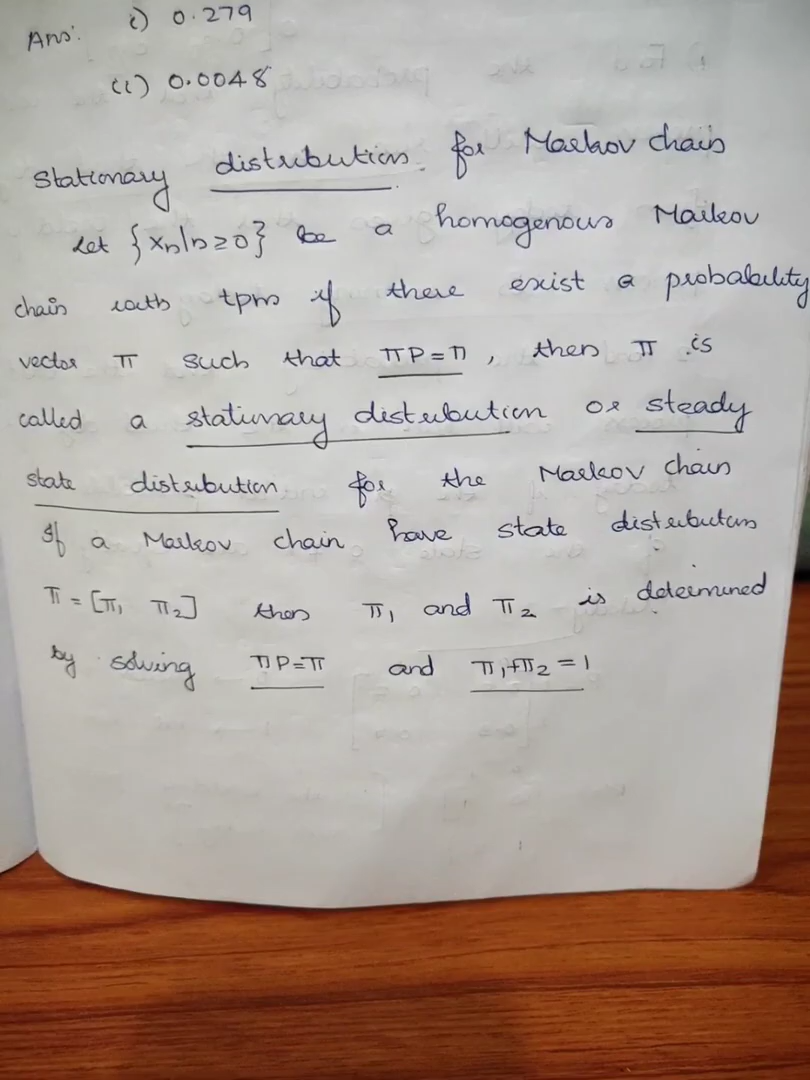 Ans: i) 0.279
(ii) 0.0048
Stationary distribution for Markov chain
Let {Xn|n≥0} be a homogenous Markov
chain with tpm if there exist a probability
vector π such that πP=π, then π is
called a stationary distribution or steady
state distribution for the Markov chain
If a Markov chain have state distribution
π = [π₁ π₂] then π₁ and π₂ is determined
by solving πP=π and π₁+π₂=1